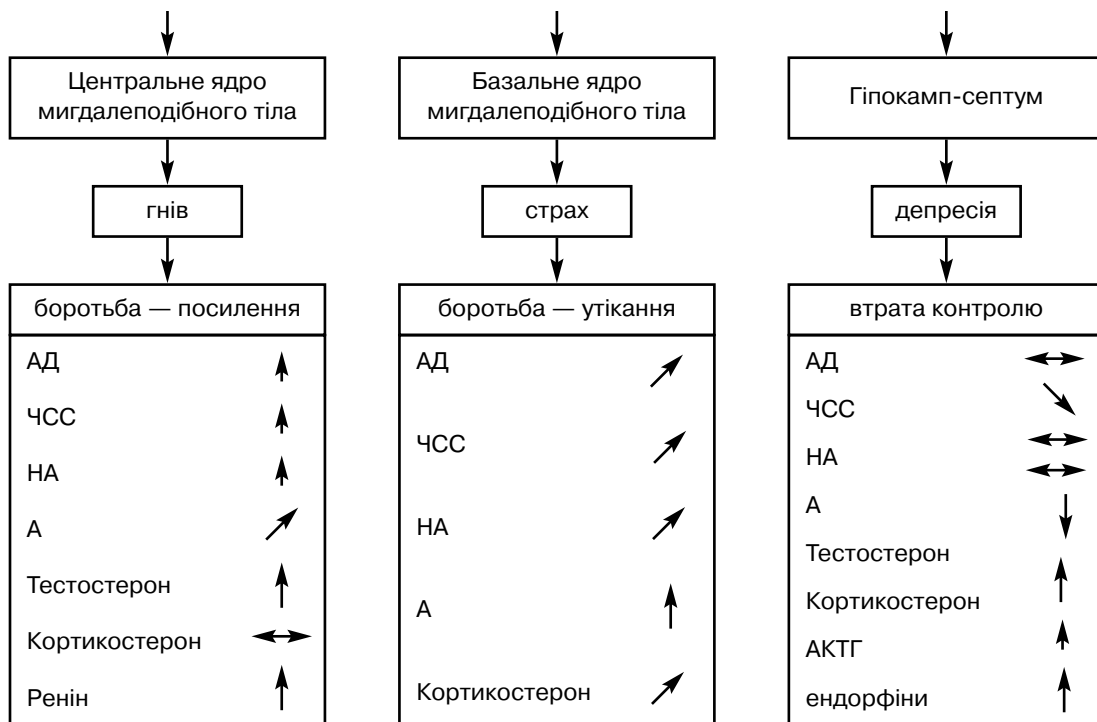 Центральне ядро
мигдалеподібного тіла
гнів
боротьба — посилення
АД
ЧСС
НА
А
Тестостерон
Кортикостерон
Ренін
Базальне ядро
мигдалеподібного тіла
страх
боротьба — утікання
АД
ЧСС
НА
А
Кортикостерон
Гіпокамп-септум
депресія
втрата контролю
АД
ЧСС
НА
А
Тестостерон
Кортикостерон
АКТГ
ендорфіни